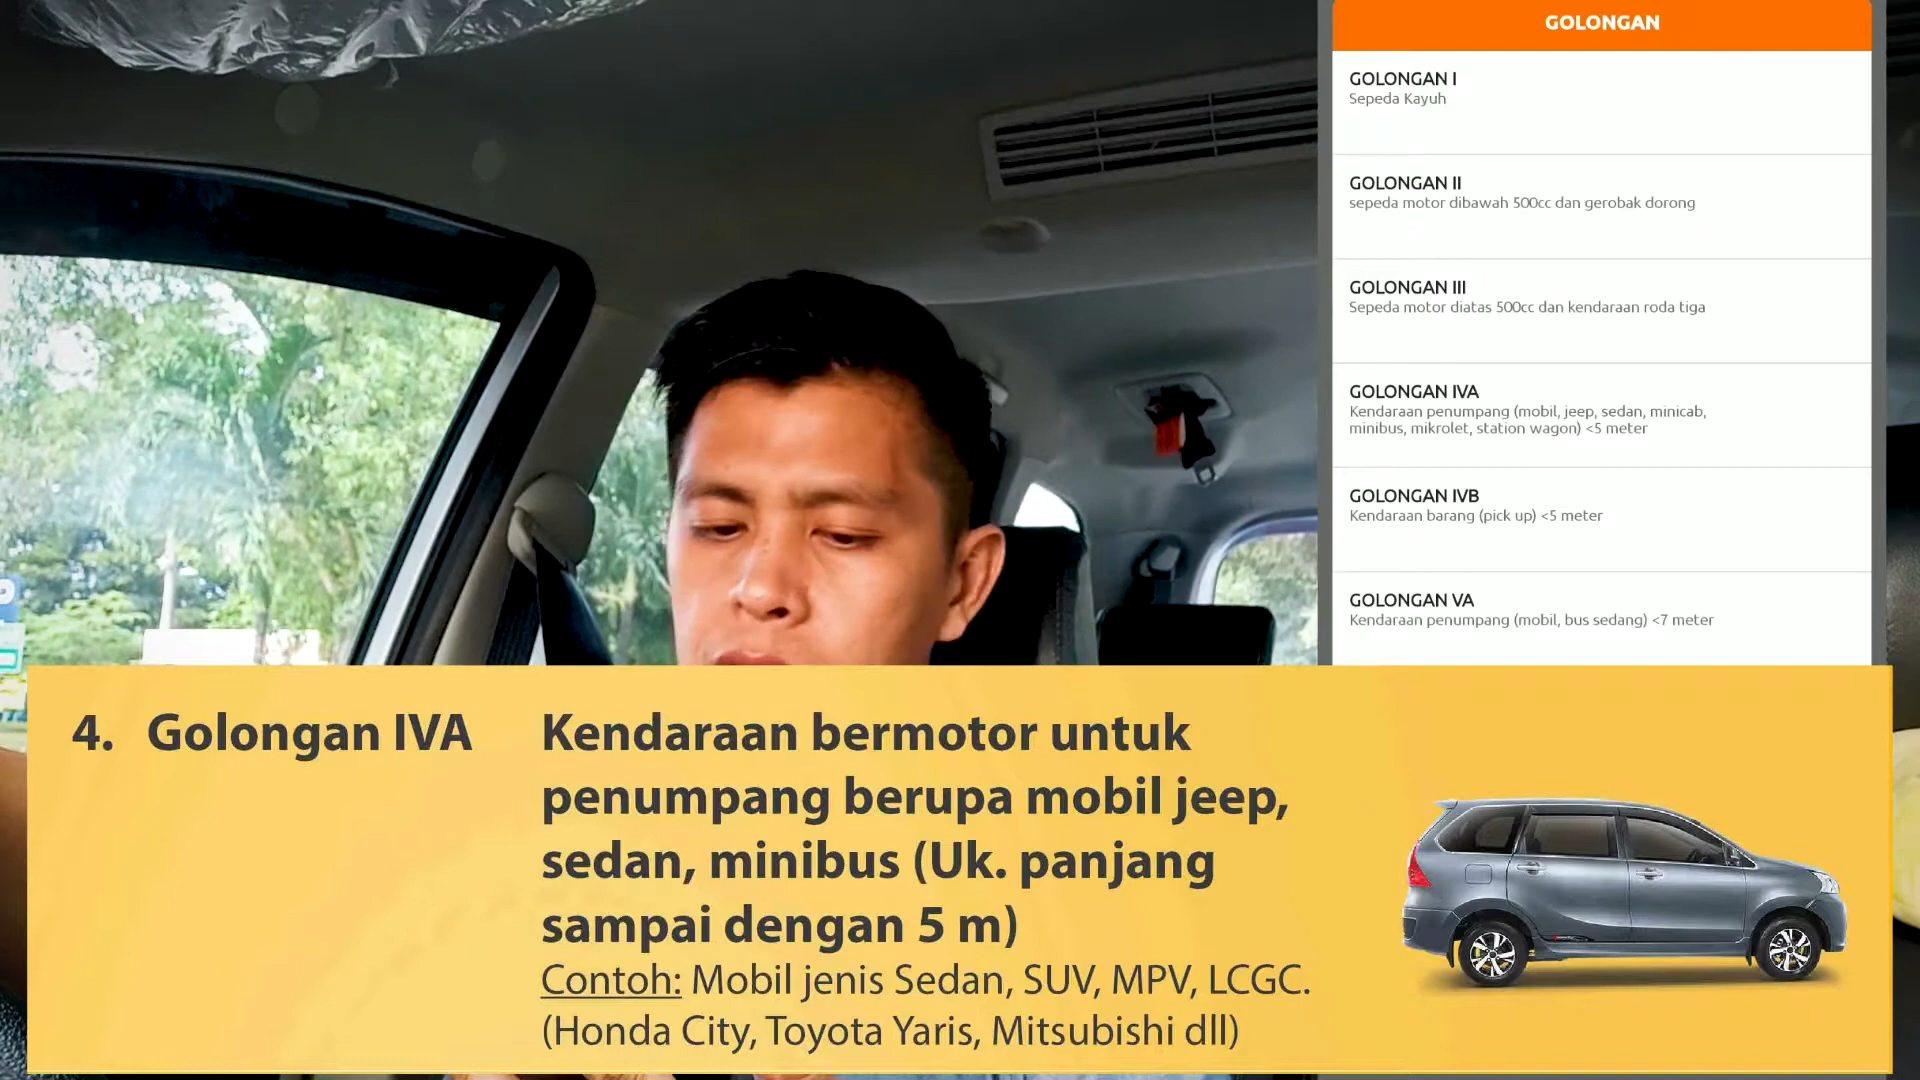 GOLONGAN
GOLONGAN I
Sepeda Kayuh
GOLONGAN II
sepeda motor dibawah 500cc dan gerobak dorong
GOLONGAN III
Sepeda motor diatas 500cc dan kendaraan roda tiga
GOLONGAN IVA
Kendaraan penumpang (mobil, jeep, sedan, minicab,
minibus, mikrolet, station wagon) <5 meter
GOLONGAN IVB
Kendaraan barang (pick up) <5 meter
GOLONGAN VA
Kendaraan penumpang (mobil, bus sedang) <7 meter
4. Golongan IVA
Kendaraan bermotor untuk
penumpang berupa mobil jeep,
sedan, minibus (Uk. panjang
sampai dengan 5 m)
Contoh: Mobil jenis Sedan, SUV, MPV, LCGC.
(Honda City, Toyota Yaris, Mitsubishi dll)